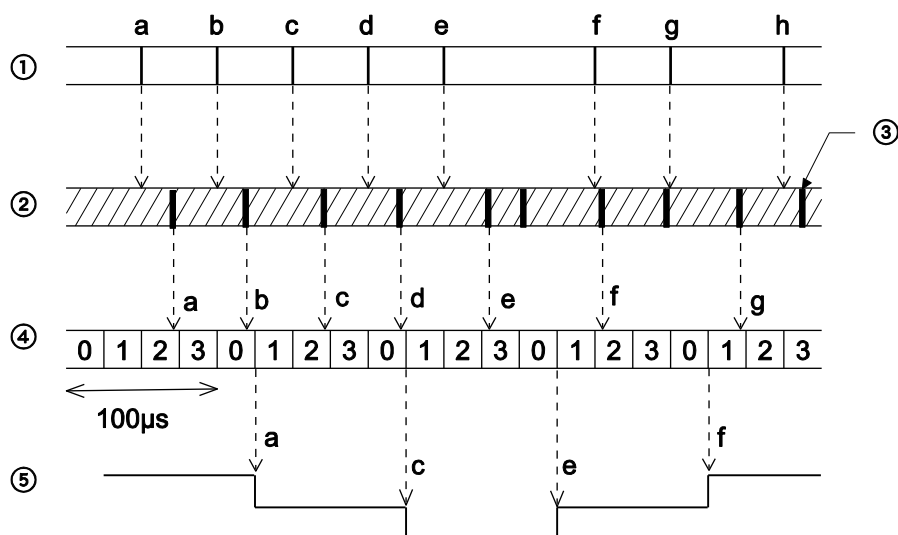 a b c d e f g h
①
③
②
a b c d e f g
④ 0 1 2 3 0 1 2 3 0 1 2 3 0 1 2 3 0 1 2 3
100µs
a c e f
⑤